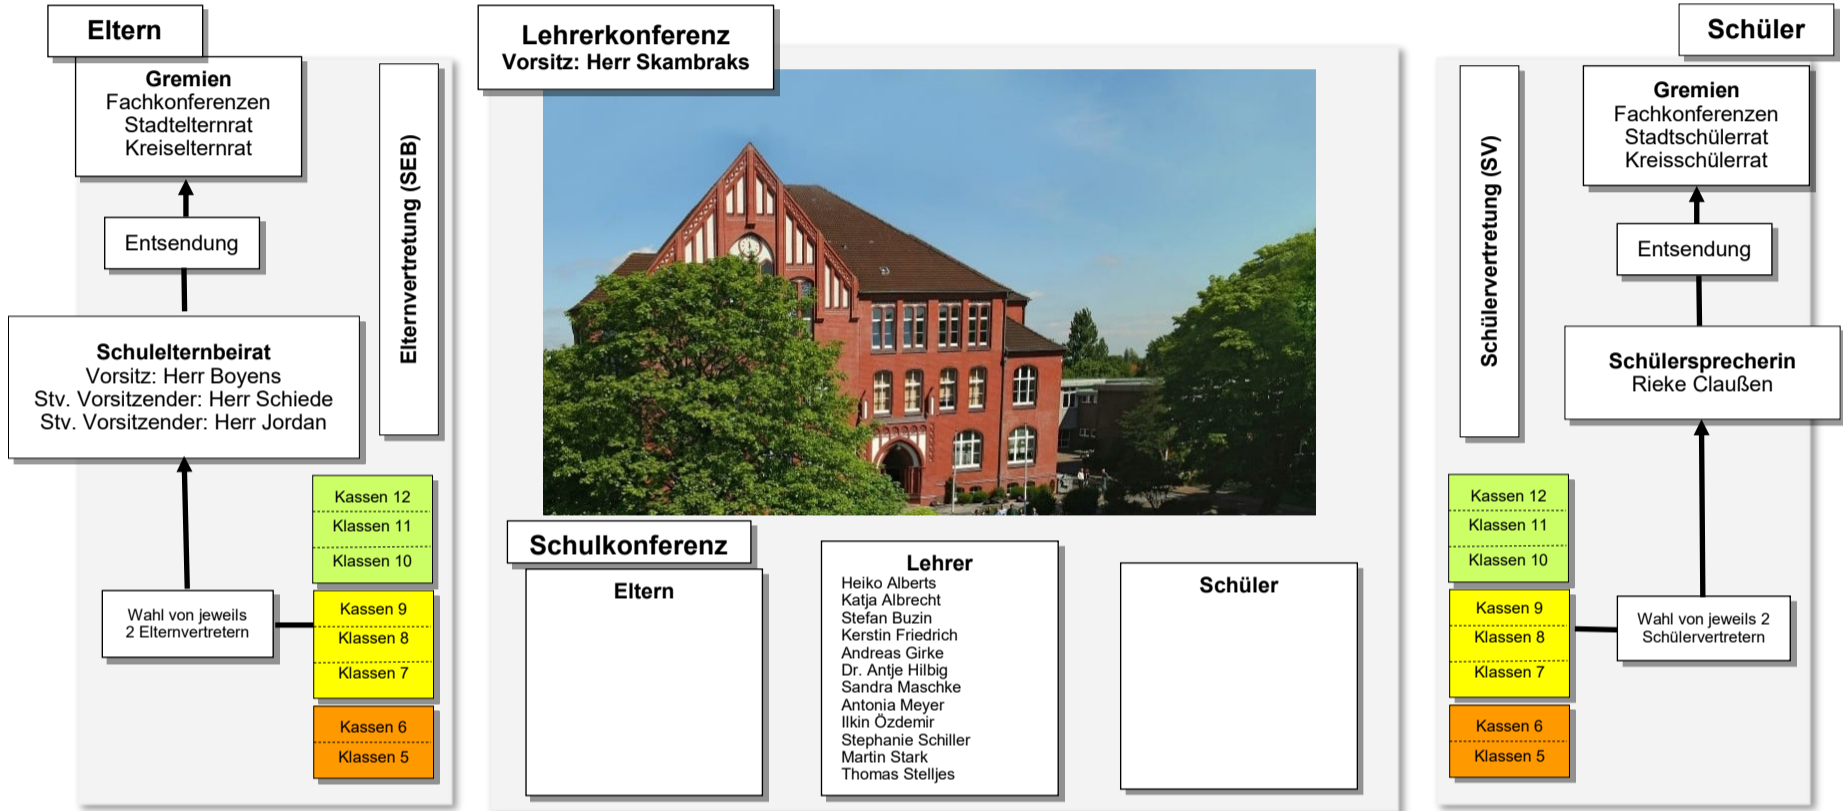 Eltern
Gremien
Fachkonferenzen
Stadtelternrat
Kreiselternrat
Entsendung
Elternvertretung (SEB)
Schulelternbeirat
Vorsitz: Herr Boyens
Stv. Vorsitzender: Herr Schiede
Stv. Vorsitzender: Herr Jordan
Kassen 12
Klassen 11
Klassen 10
Wahl von jeweils
2 Elternvertretern
Kassen 9
Klassen 8
Klassen 7
Kassen 6
Klassen 5
Lehrerkonferenz
Vorsitz: Herr Skambraks
Schulkonferenz
Eltern
Lehrer
Heiko Alberts
Katja Albrecht
Stefan Buzin
Kerstin Friedrich
Andreas Girke
Dr. Antje Hilbig
Sandra Maschke
Antonia Meyer
Ilkin Özdemir
Stephanie Schiller
Martin Stark
Thomas Stelljes
Schüler
Schüler
Gremien
Fachkonferenzen
Stadtschülerrat
Kreisschülerrat
Entsendung
Schülervertretung (SV)
Schülersprecherin
Rieke Claußen
Kassen 12
Klassen 11
Klassen 10
Kassen 9
Klassen 8
Klassen 7
Wahl von jeweils 2
Schülervertretern
Kassen 6
Klassen 5